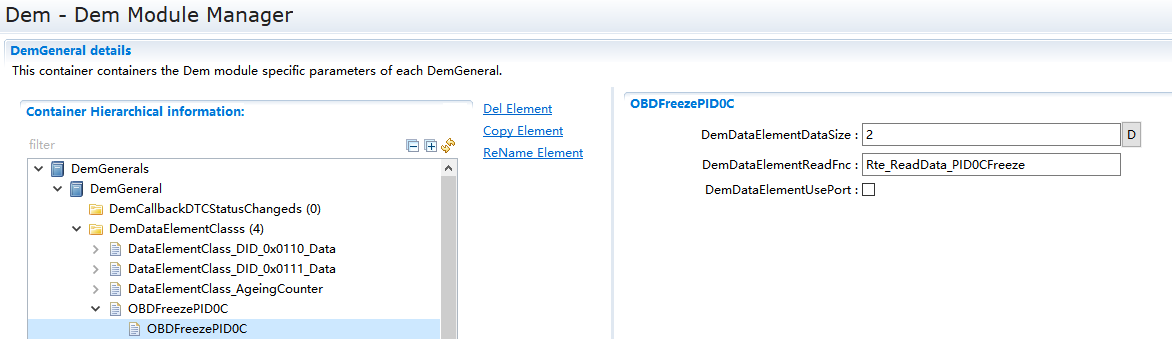 Dem - Dem Module Manager
DemGeneral details
This container containers the Dem module specific parameters of each DemGeneral.
Container Hierarchical information:
filter
DemGenerals
DemGeneral
DemCallbackDTCStatusChangeds (0)
DemDataElementClasss (4)
DataElementClass_DID_0x0110_Data
DataElementClass_DID_0x0111_Data
DataElementClass_AgeingCounter
OBDFreezePID0C
OBDFreezePID0C
Del Element
Copy Element
ReName Element
OBDFreezePID0C
DemDataElementDataSize : 2 D
DemDataElementReadFnc : Rte_ReadData_PID0CFreeze
DemDataElementUsePort :